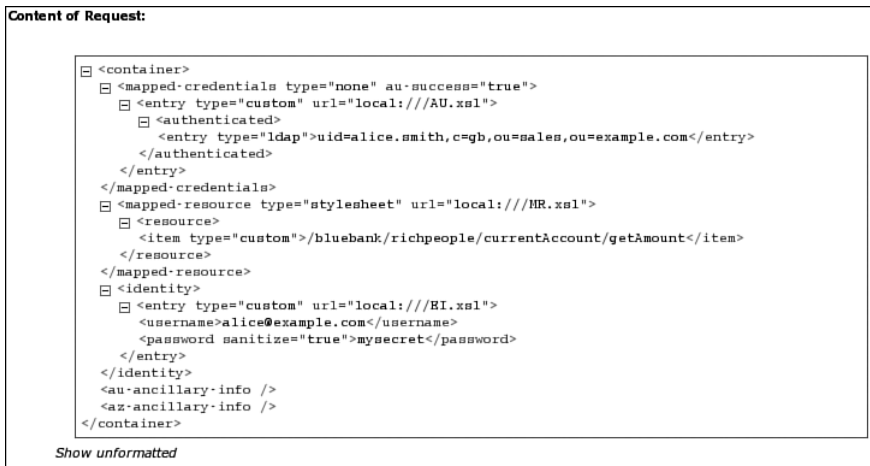 Content of Request:
<container>
<mapped-credentials type="none" au-success="true">
<entry type="custom" url="local:///AU.xsl">
<authenticated>
<entry type="ldap">uid=alice.smith,c=gb,ou=sales,ou=example.com</entry>
</authenticated>
</entry>
</mapped-credentials>
<mapped-resource type="stylesheet" url="local:///MR.xsl">
<resource>
<item type="custom">/bluebank/richpeople/currentAccount/getAmount</item>
</resource>
</mapped-resource>
<identity>
<entry type="custom" url="local:///EI.xsl">
<username>alice@example.com</username>
<password sanitize="true">mysecret</password>
</entry>
</identity>
<au-ancillary-info />
<az-ancillary-info />
</container>
Show unformatted